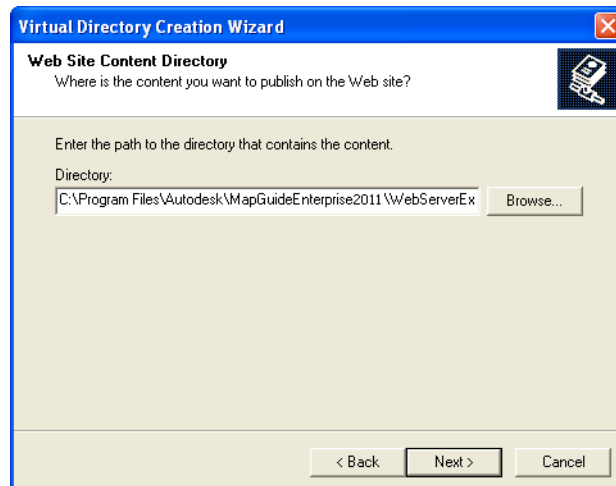 Virtual Directory Creation Wizard
Web Site Content Directory
Where is the content you want to publish on the Web site?
Enter the path to the directory that contains the content.
Directory:
C:\Program Files\Autodesk\MapGuideEnterprise2011\WebServerEx
Browse...
< Back
Next >
Cancel